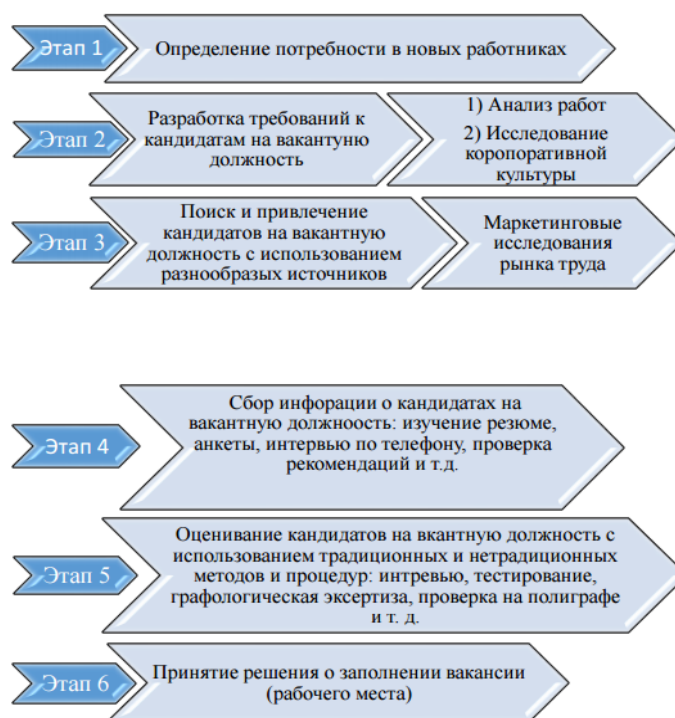 Этап 1
Определение потребности в новых работниках
Этап 2
Разработка требований к
кандидатам на вакантуню
должность
1) Анализ работ
2) Исследование
коропоративной
культуры
Этап 3
Поиск и привлечение
кандидатов на вакантную
должность с использованием
разнообразых источников
Маркетинговые
исследования
рынка труда
Этап 4
Сбор инфорации о кандидатах на
вакантную должноость: изучение резюме,
анкеты, интервью по телефону, проверка
рекомендаций и т.д.
Этап 5
Оценивание кандидатов на вкантную должность с
использованием традиционных и нетрадиционных
методов и процедур: интревью, тестирование,
графологическая эксертиза, проверка на полиграфе
и т. д.
Этап 6
Принятие решения о заполнении вакансии
(рабочего места)